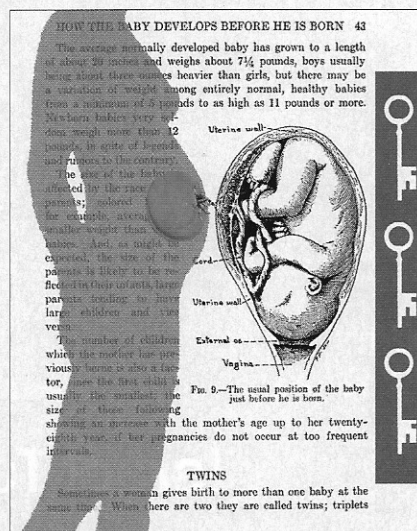 HOW THE BABY DEVELOPS BEFORE HE IS BORN 43
The average normally developed baby has grown to a length
of about 20 inches and weighs about 7¼ pounds, boys usually
being about three ounces heavier than girls, but there may be
a variation of weight among entirely normal, healthy babies
from a minimum of 5 pounds to as high as 11 pounds or more.
Newborn babies very sel-
dom weigh more than 12
pounds, in spite of legends
and rumors to the contrary.
The size of the baby is
affected by the race of
parents; colored
for example, average
smaller weight than
babies. And, as might be
expected, the size of the
parents is likely to be re-
flected in their infants, large
parents tending to have
large children and vice
versa.
The number of children
which the mother has pre-
viously borne is also a fac-
tor, since the first child is
usually the smallest; the
size of those following
showing an increase with the mother's age up to her twenty-
eighth year, if her pregnancies do not occur at too frequent
intervals.
Uterine wall
Cord
Uterine wall
External os
Vagina
FIG. 9.—The usual position of the baby
just before he is born.
TWINS
Sometimes a woman gives birth to more than one baby at the
same time. When there are two they are called twins; triplets